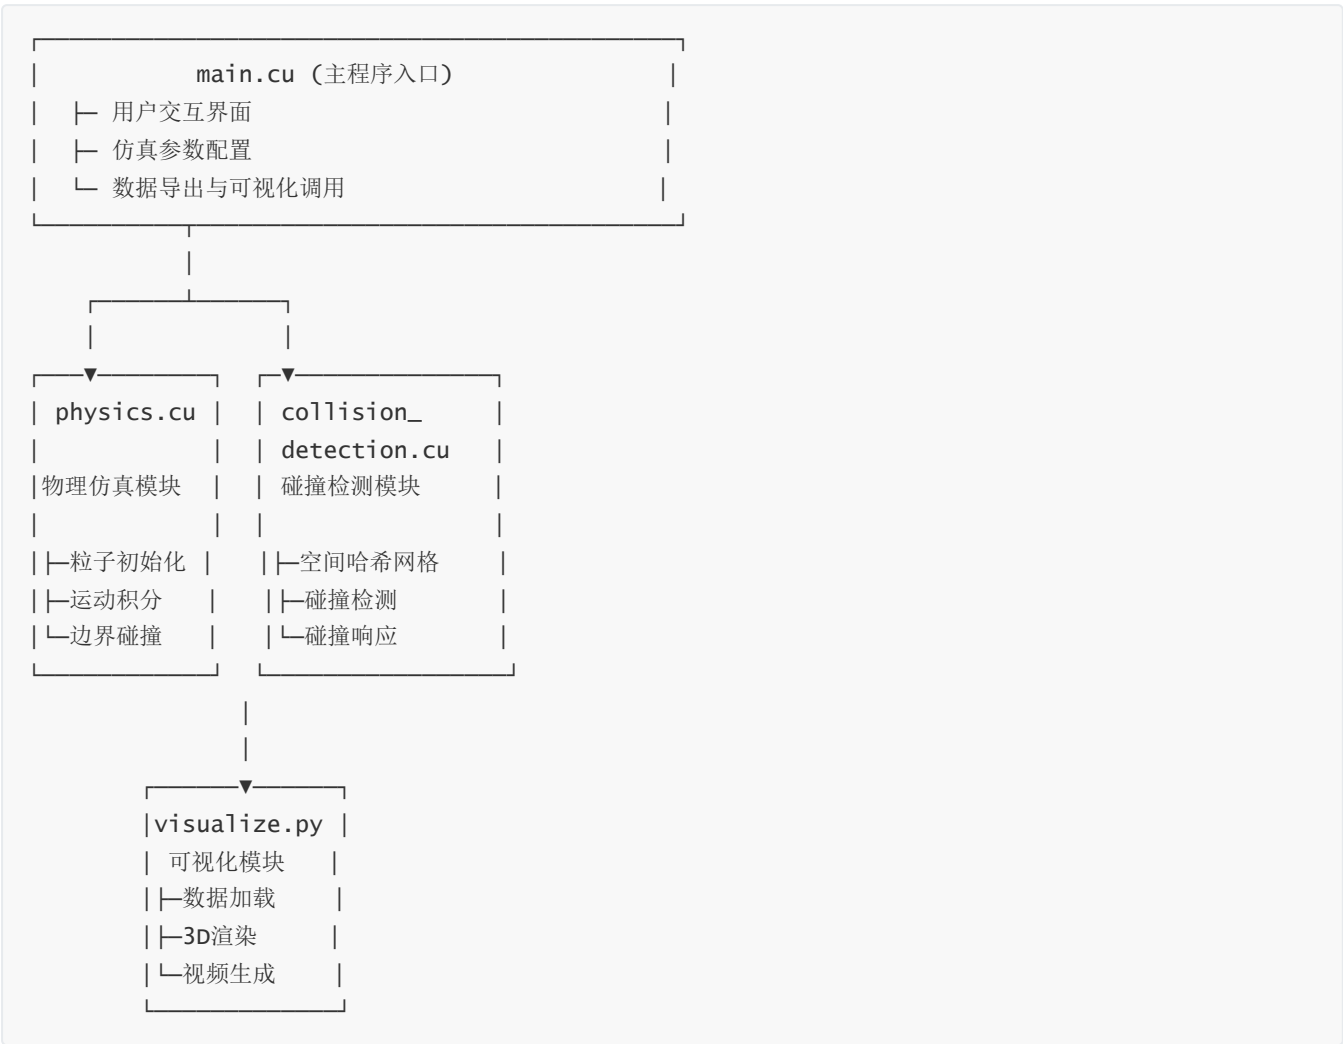 main.cu (主程序入口)
├─ 用户交互界面
├─ 仿真参数配置
└─ 数据导出与可视化调用
physics.cu
物理仿真模块
├─粒子初始化
├─运动积分
└─边界碰撞
collision_
detection.cu
碰撞检测模块
├─空间哈希网格
├─碰撞检测
└─碰撞响应
visualize.py
可视化模块
├─数据加载
├─3D渲染
└─视频生成